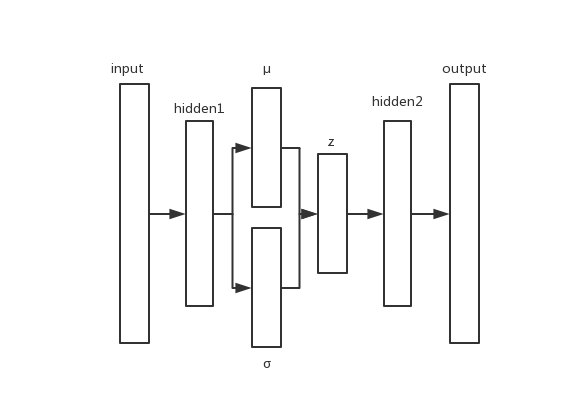 input
hidden1
μ
σ
z
hidden2
output